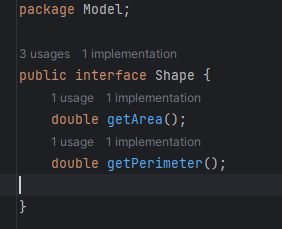 package Model;
3 usages 1 implementation
public interface Shape {
1 usage 1 implementation
double getArea();
1 usage 1 implementation
double getPerimeter();
}